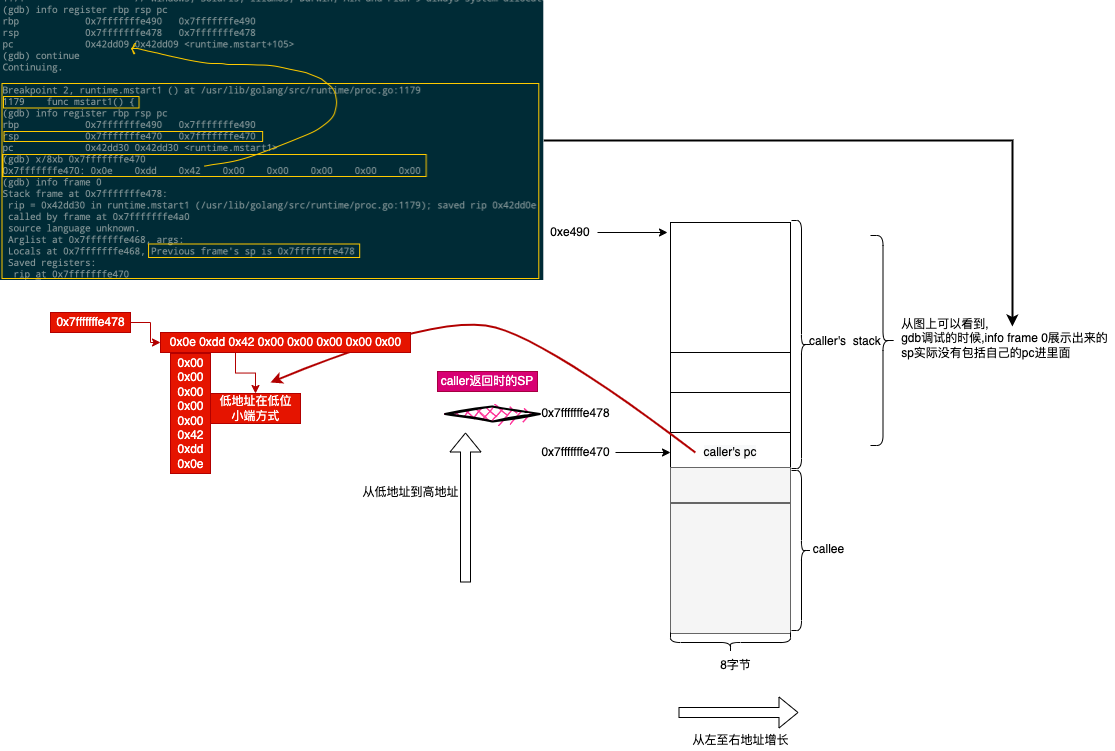 (gdb) info register rbp rsp pc
rbp 0x7fffffffe490 0x7fffffffe490
rsp 0x7fffffffe478 0x7fffffffe478
pc 0x42dd09 0x42dd09 <runtime.mstart+105>
(gdb) continue
Continuing.
Breakpoint 2, runtime.mstart1 () at /usr/lib/golang/src/runtime/proc.go:1179
1179 func mstart1() {
(gdb) info register rbp rsp pc
rbp 0x7fffffffe490 0x7fffffffe490
rsp 0x7fffffffe470 0x7fffffffe470
pc 0x42dd30 0x42dd30 <runtime.mstart1>
(gdb) x/8xb 0x7fffffffe470
0x7fffffffe470: 0x0e 0xdd 0x42 0x00 0x00 0x00 0x00 0x00
(gdb) info frame 0
Stack frame at 0x7fffffffe478:
rip = 0x42dd30 in runtime.mstart1 (/usr/lib/golang/src/runtime/proc.go:1179); saved rip 0x42dd0e
called by frame at 0x7fffffffe4a0
source language unknown.
Arglist at 0x7fffffffe468, args:
Locals at 0x7fffffffe468, Previous frame's sp is 0x7fffffffe478
Saved registers:
rip at 0x7fffffffe470
0xe490
0x7fffffffe478
0x0e 0xdd 0x42 0x00 0x00 0x00 0x00 0x00
0x00
0x00
0x00
0x00
0x00
0x42
0xdd
0x0e
低地址在低位
小端方式
caller返回时的SP
0x7fffffffe478
0x7fffffffe470
caller's pc
从低地址到高地址
caller's stack
从图上可以看到,
gdb调试的时候,info frame 0展示出来的
sp实际没有包括自己的pc进里面
callee
8字节
从左至右地址增长